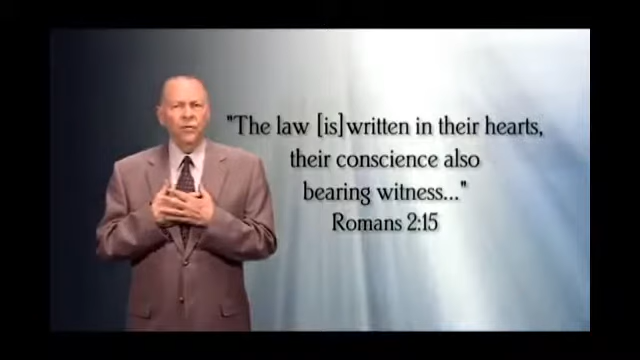 "The law [is]written in their hearts,
their conscience also
bearing witness..."
Romans 2:15